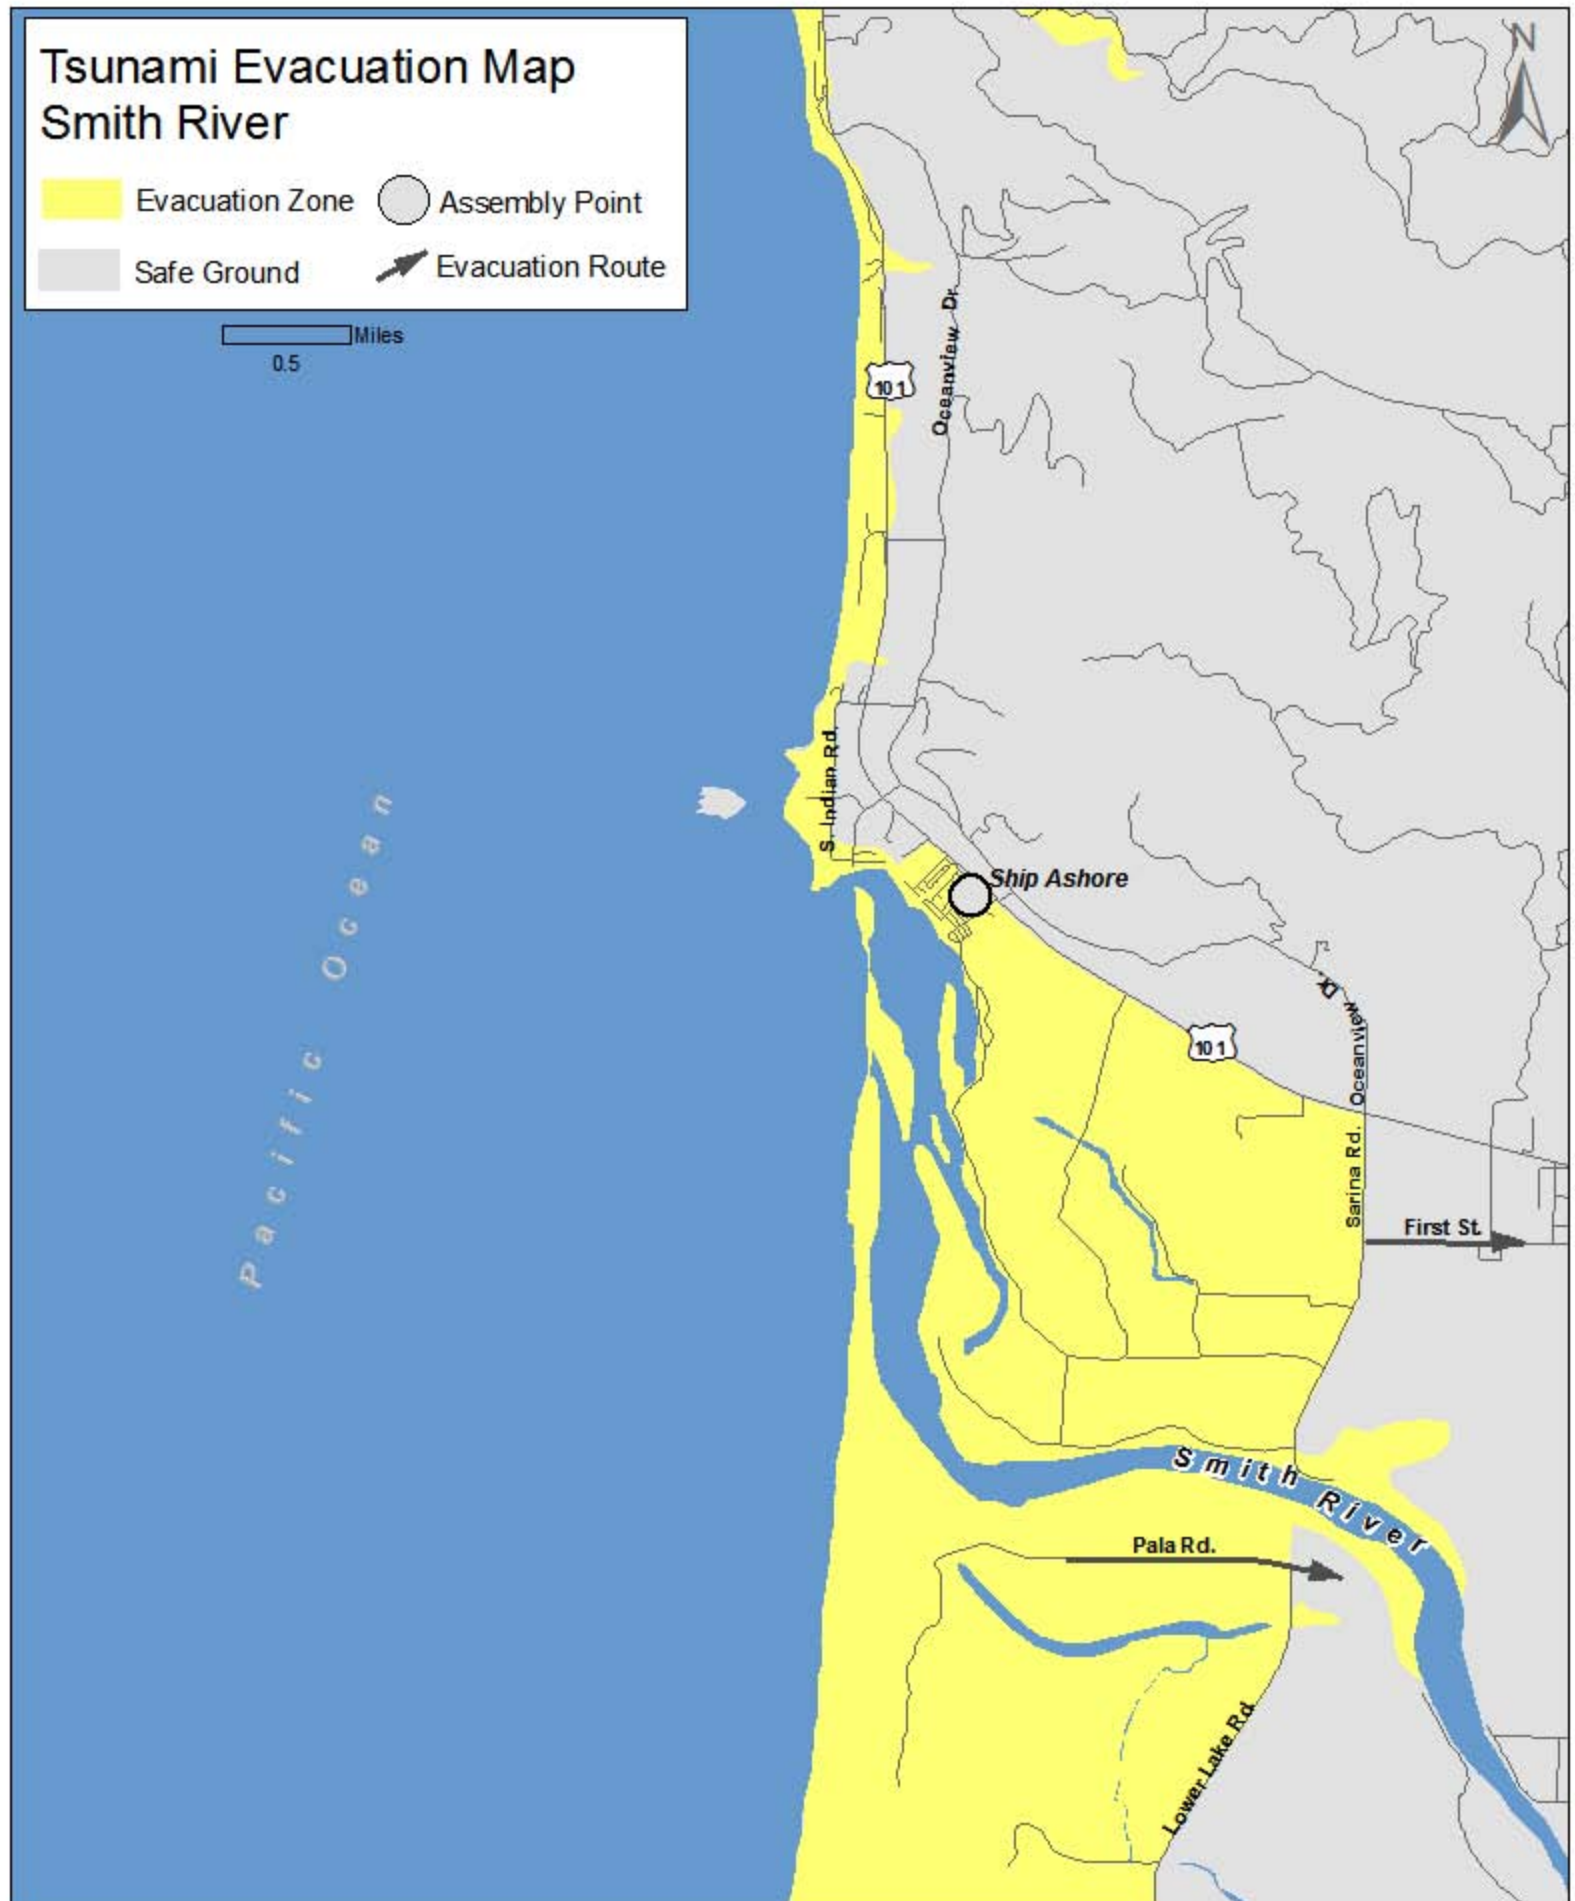 Tsunami Evacuation Map
Smith River
Evacuation Zone
Assembly Point
Safe Ground
Evacuation Route
Miles
0.5
N
Oceanview Dr.
101
S. Indian Rd.
Pacific Ocean
Ship Ashore
Oceanview Dr.
101
Sarina Rd.
First St.
Smith River
Pala Rd.
Lower Lake Rd